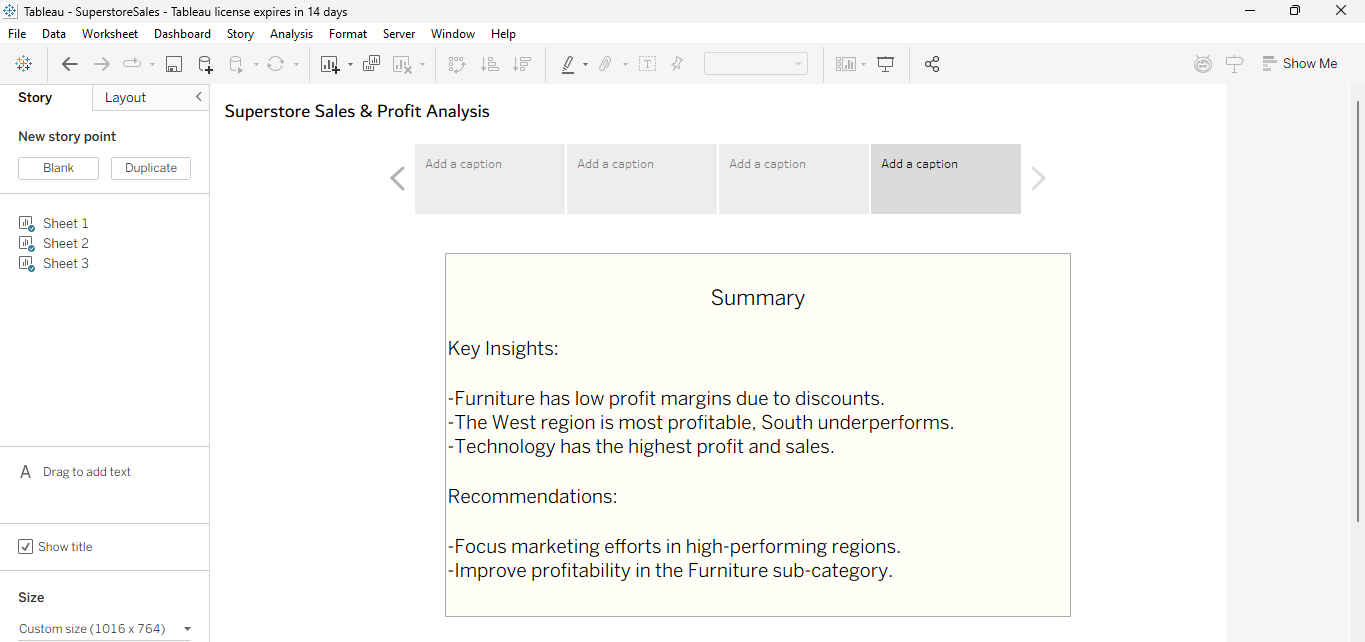 Tableau - SuperstoreSales - Tableau license expires in 14 days
File Data Worksheet Dashboard Story Analysis Format Server Window Help
Show Me
Story Layout
New story point
Blank Duplicate
Sheet 1
Sheet 2
Sheet 3
A Drag to add text
Show title
Size
Custom size (1016 x 764)
Superstore Sales & Profit Analysis
Add a caption Add a caption Add a caption Add a caption
Summary
Key Insights:
-Furniture has low profit margins due to discounts.
-The West region is most profitable, South underperforms.
-Technology has the highest profit and sales.
Recommendations:
-Focus marketing efforts in high-performing regions.
-Improve profitability in the Furniture sub-category.